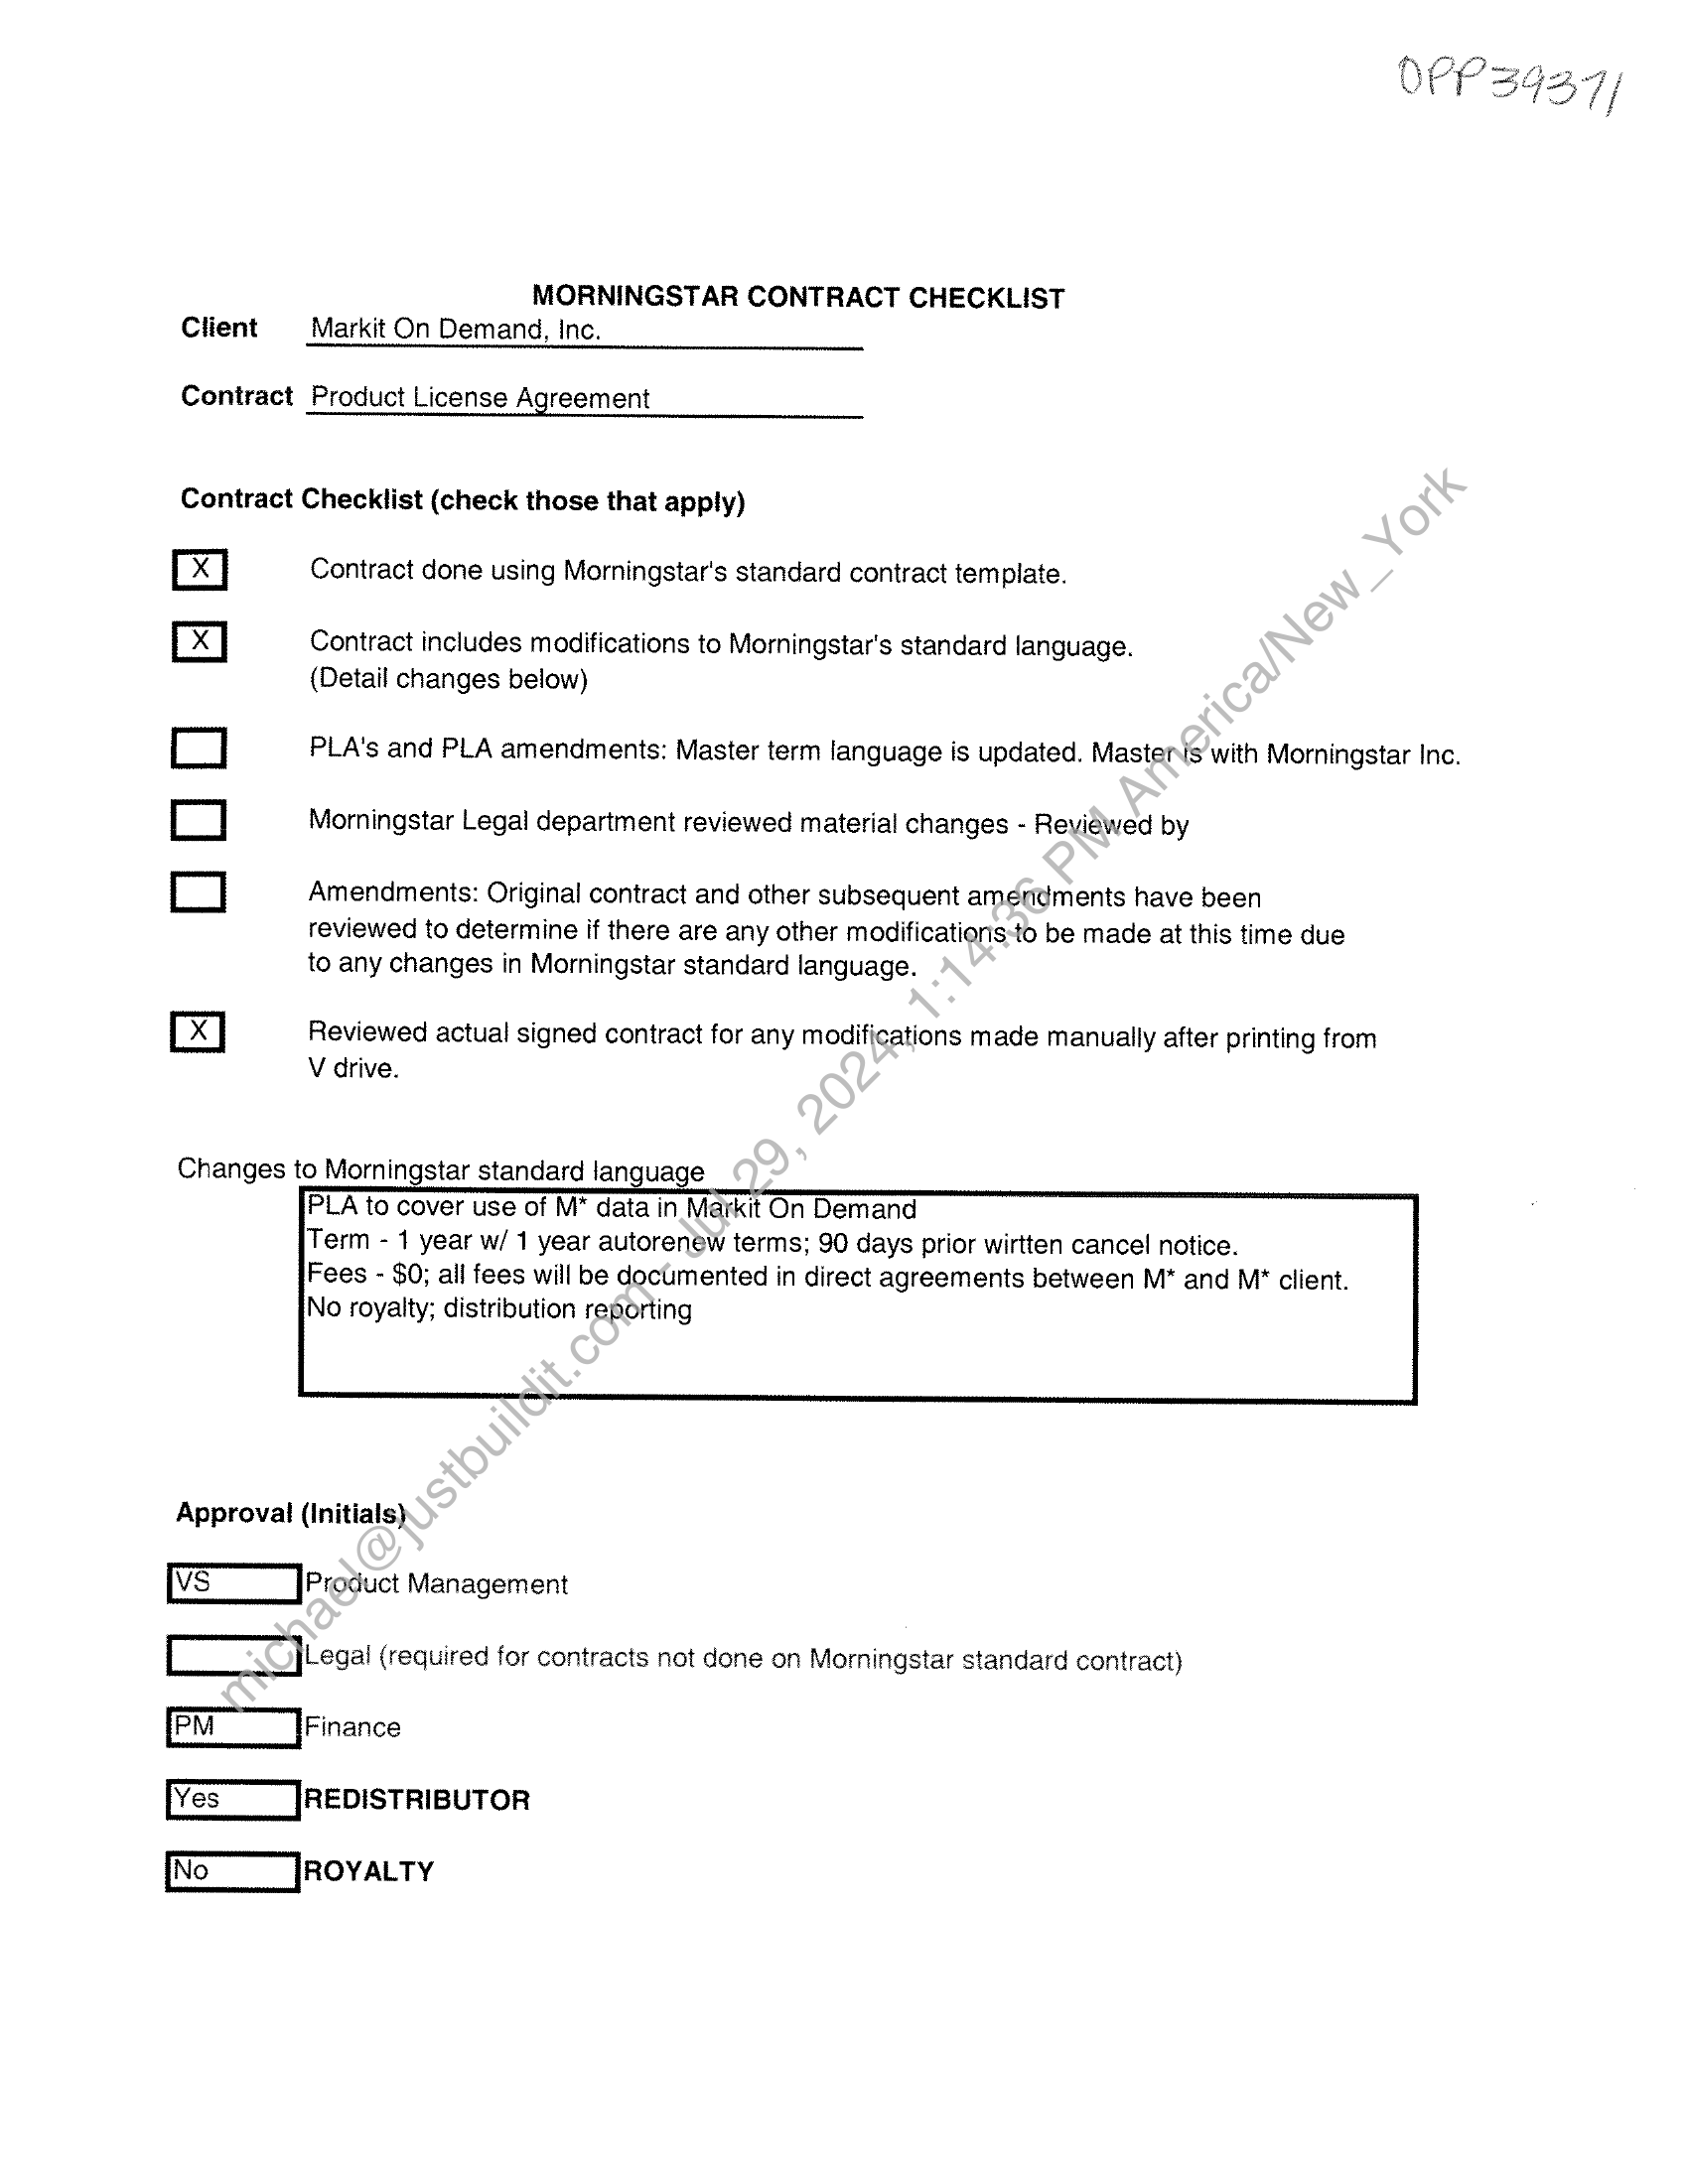 OPP39371
MORNINGSTAR CONTRACT CHECKLIST
Client Markit On Demand, Inc.
Contract Product License Agreement
Contract Checklist (check those that apply)
X Contract done using Morningstar's standard contract template.
X Contract includes modifications to Morningstar's standard language.
(Detail changes below)
PLA's and PLA amendments: Master term language is updated. Master is with Morningstar Inc.
Morningstar Legal department reviewed material changes - Reviewed by
Amendments: Original contract and other subsequent amendments have been
reviewed to determine if there are any other modifications to be made at this time due
to any changes in Morningstar standard language.
X Reviewed actual signed contract for any modifications made manually after printing from
V drive.
Changes to Morningstar standard language
PLA to cover use of M* data in Markit On Demand
Term - 1 year w/ 1 year autorenew terms; 90 days prior wirtten cancel notice.
Fees - $0; all fees will be documented in direct agreements between M* and M* client.
No royalty; distribution reporting
Approval (Initials)
VS Product Management
Legal (required for contracts not done on Morningstar standard contract)
PM Finance
Yes REDISTRIBUTOR
No ROYALTY
michael@justbuildit.com - Jul 29, 2024, 1:14:36 PM America/New_York